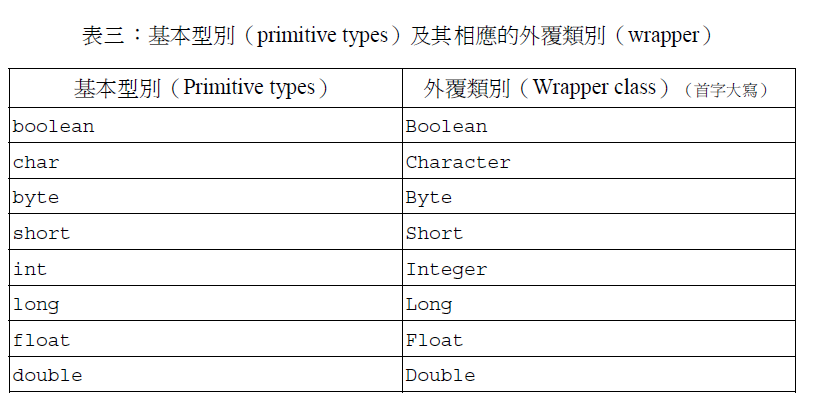 表三：基本型別（primitive types）及其相應的外覆類別（wrapper）
基本型別（Primitive types） 外覆類別（Wrapper class）（首字大寫）
boolean Boolean
char Character
byte Byte
short Short
int Integer
long Long
float Float
double Double